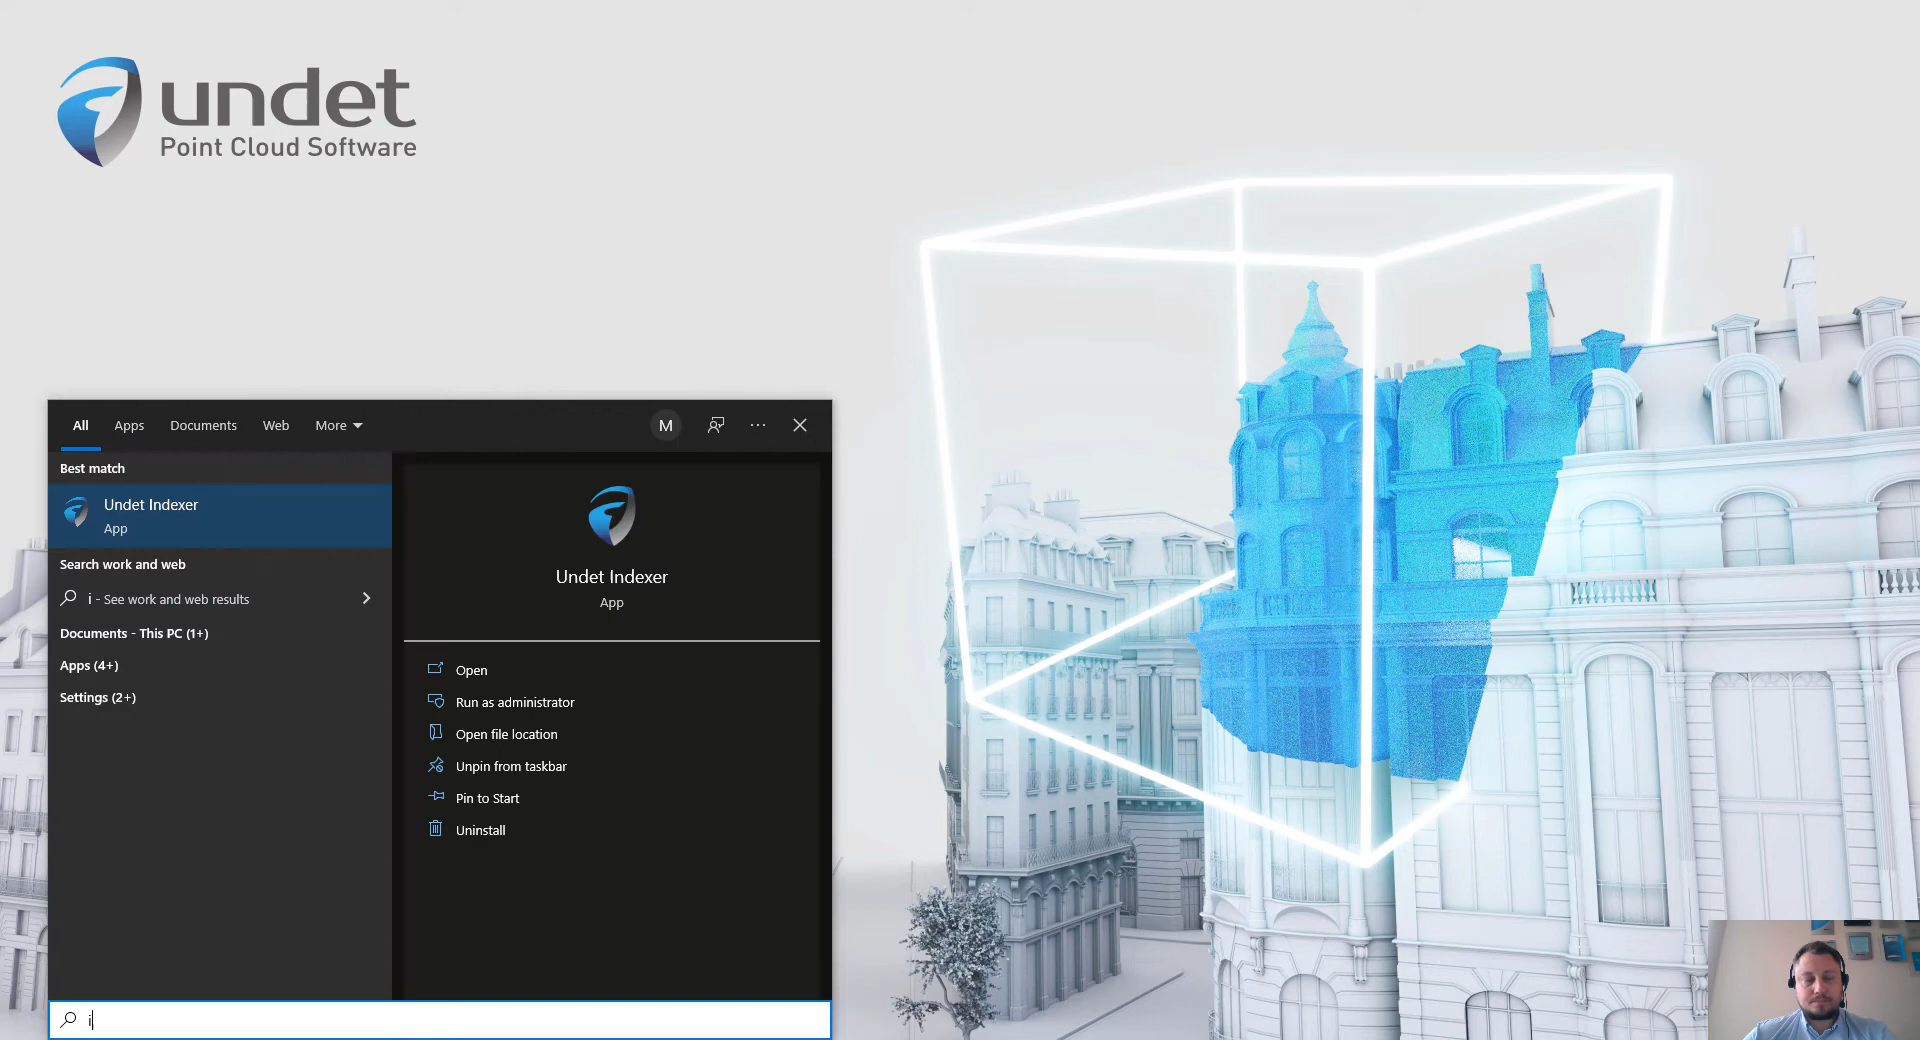 undet
Point Cloud Software
All
Apps
Documents
Web
More
M
Best match
Undet Indexer
App
Search work and web
i - See work and web results
Documents - This PC (1+)
Apps (4+)
Settings (2+)
Undet Indexer
App
Open
Run as administrator
Open file location
Unpin from taskbar
Pin to Start
Uninstall
i